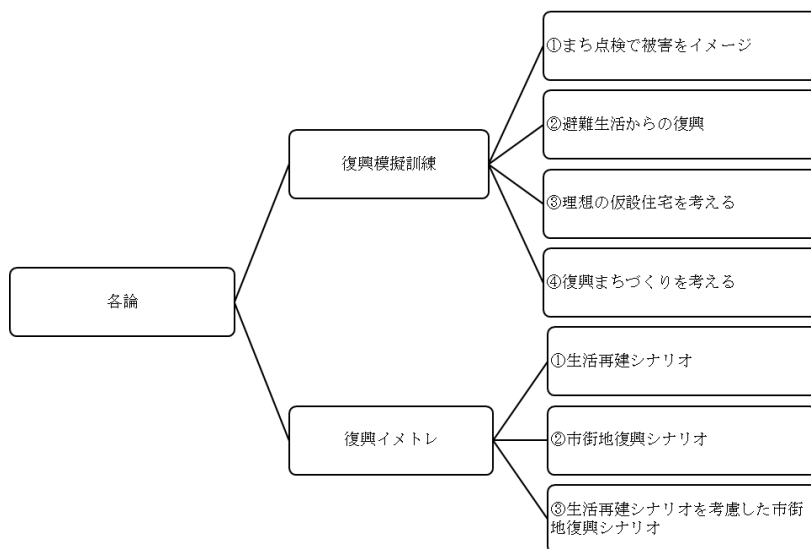 各論
復興模擬訓練
①まち点検で被害をイメージ
②避難生活からの復興
③理想の仮設住宅を考える
④復興まちづくりを考える
復興イメトレ
①生活再建シナリオ
②市街地復興シナリオ
③生活再建シナリオを考慮した市街
地復興シナリオ